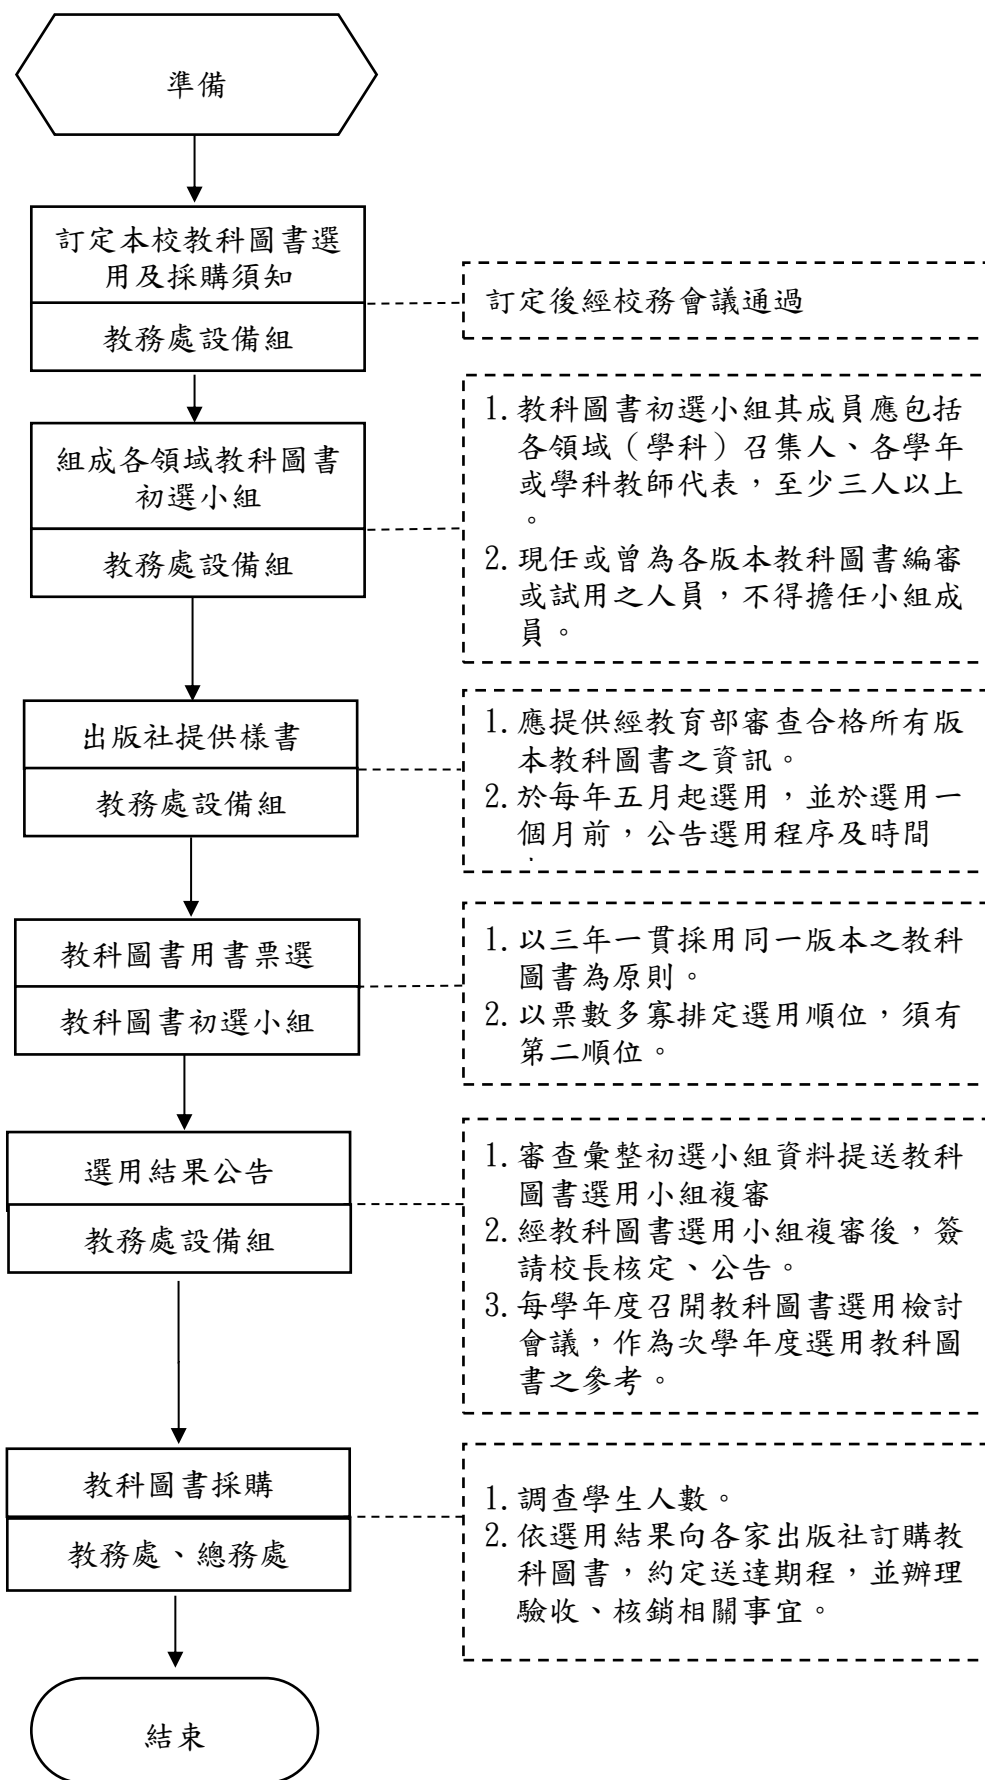 準備
訂定本校教科圖書選
用及採購須知
教務處設備組
訂定後經校務會議通過
組成各領域教科圖書
初選小組
教務處設備組
1.教科圖書初選小組其成員應包括
各領域（學科）召集人、各學年
或學科教師代表，至少三人以上
。
2.現任或曾為各版本教科圖書編審
或試用之人員，不得擔任小組成
員。
出版社提供樣書
教務處設備組
1.應提供經教育部審查合格所有版
本教科圖書之資訊。
2.於每年五月起選用，並於選用一
個月前，公告選用程序及時間
教科圖書用書票選
教科圖書初選小組
1.以三年一貫採用同一版本之教科
圖書為原則。
2.以票數多寡排定選用順位，須有
第二順位。
選用結果公告
教務處設備組
1.審查彙整初選小組資料提送教科
圖書選用小組複審
2.經教科圖書選用小組複審後，簽
請校長核定、公告。
3.每學年度召開教科圖書選用檢討
會議，作為次學年度選用教科圖
書之參考。
教科圖書採購
教務處、總務處
1.調查學生人數。
2.依選用結果向各家出版社訂購教
科圖書，約定送達期程，並辦理
驗收、核銷相關事宜。
結束